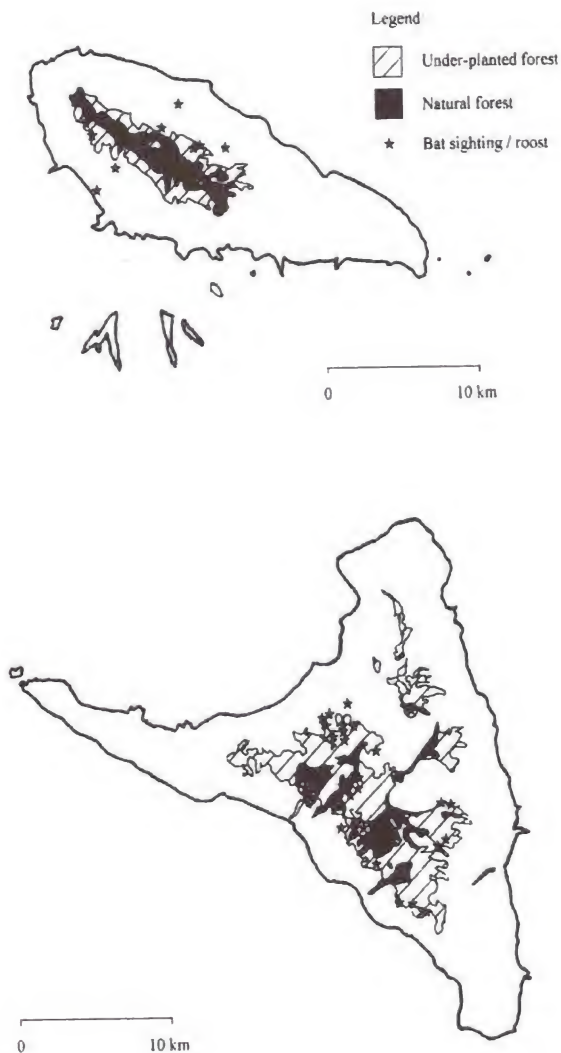 Legend
Under-planted forest
Natural forest
Bat sighting / roost
0 10 km
0 10 km